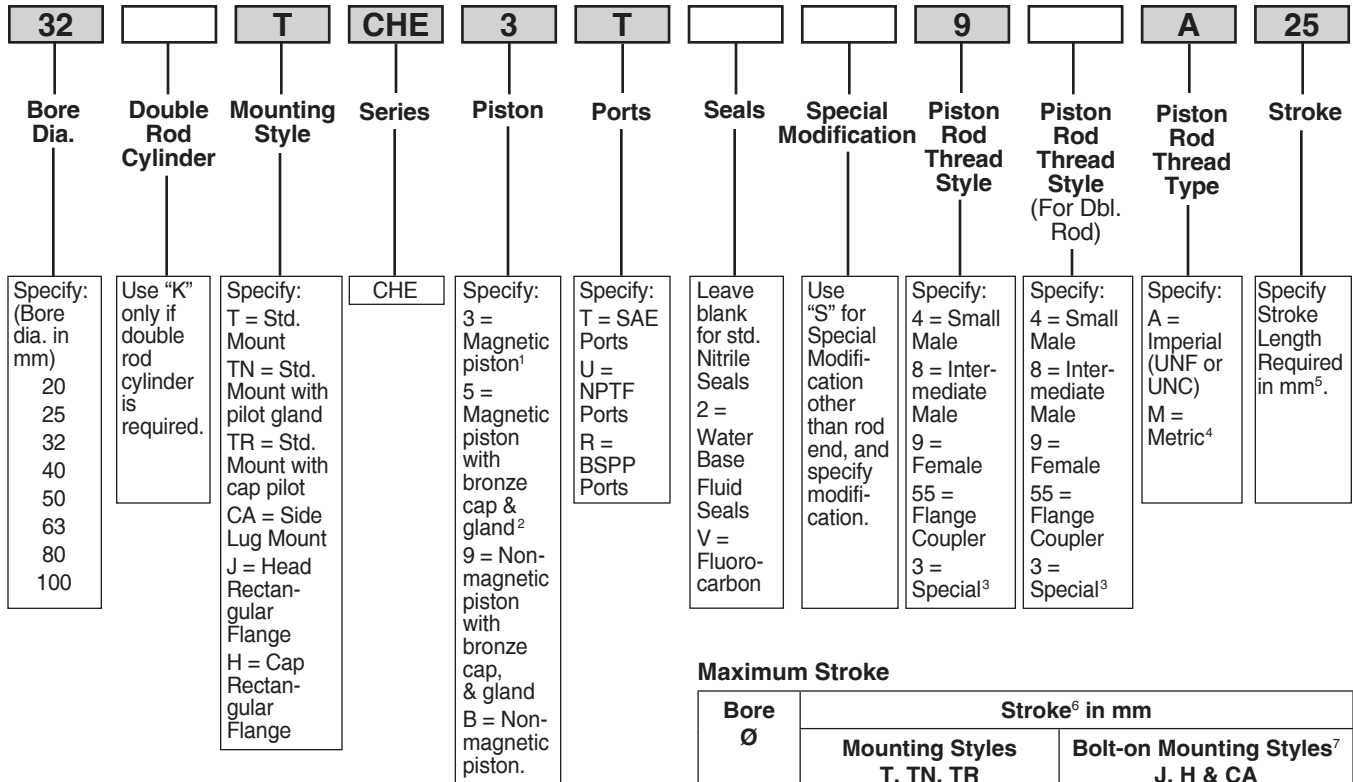 32 T CHE 3 T 9 A 25
Bore
Dia.
Double
Rod
Cylinder
Mounting
Style
Series
Piston
Ports
Seals
Special
Modification
Piston
Rod
Thread
Style
Piston
Rod
Thread
Style
(For Dbl.
Rod)
Piston
Rod
Thread
Type
Stroke
Specify:
(Bore
dia. in
mm)
20
25
32
40
50
63
80
100
Use “K”
only if
double
rod
cylinder
is
required.
Specify:
T = Std.
Mount
TN = Std.
Mount with
pilot gland
TR = Std.
Mount with
cap pilot
CA = Side
Lug Mount
J = Head
Rectan-
gular
Flange
H = Cap
Rectan-
gular
Flange
CHE
Specify:
3 =
Magnetic
piston¹
5 =
Magnetic
piston
with
bronze
cap &
gland²
9 = Non-
magnetic
piston
with
bronze
cap,
& gland
B = Non-
magnetic
piston.
Specify:
T = SAE
Ports
U =
NPTF
Ports
R =
BSPP
Ports
Leave
blank
for std.
Nitrile
Seals
2 =
Water
Base
Fluid
Seals
V =
Fluoro-
carbon
Use
“S” for
Special
Modifi-
cation
other
than rod
end, and
specify
modifi-
cation.
Specify:
4 = Small
Male
8 = Inter-
mediate
Male
9 =
Female
55 =
Flange
Coupler
3 =
Special³
Specify:
4 = Small
Male
8 = Inter-
mediate
Male
9 =
Female
55 =
Flange
Coupler
3 =
Special³
Specify:
A =
Imperial
(UNF or
UNC)
M =
Metric⁴
Specify
Stroke
Length
Required
in mm⁵.
Maximum Stroke
Bore
Ø
Stroke⁶ in mm
Mounting Styles
T, TN, TR
Bolt-on Mounting Styles⁷
J, H & CA